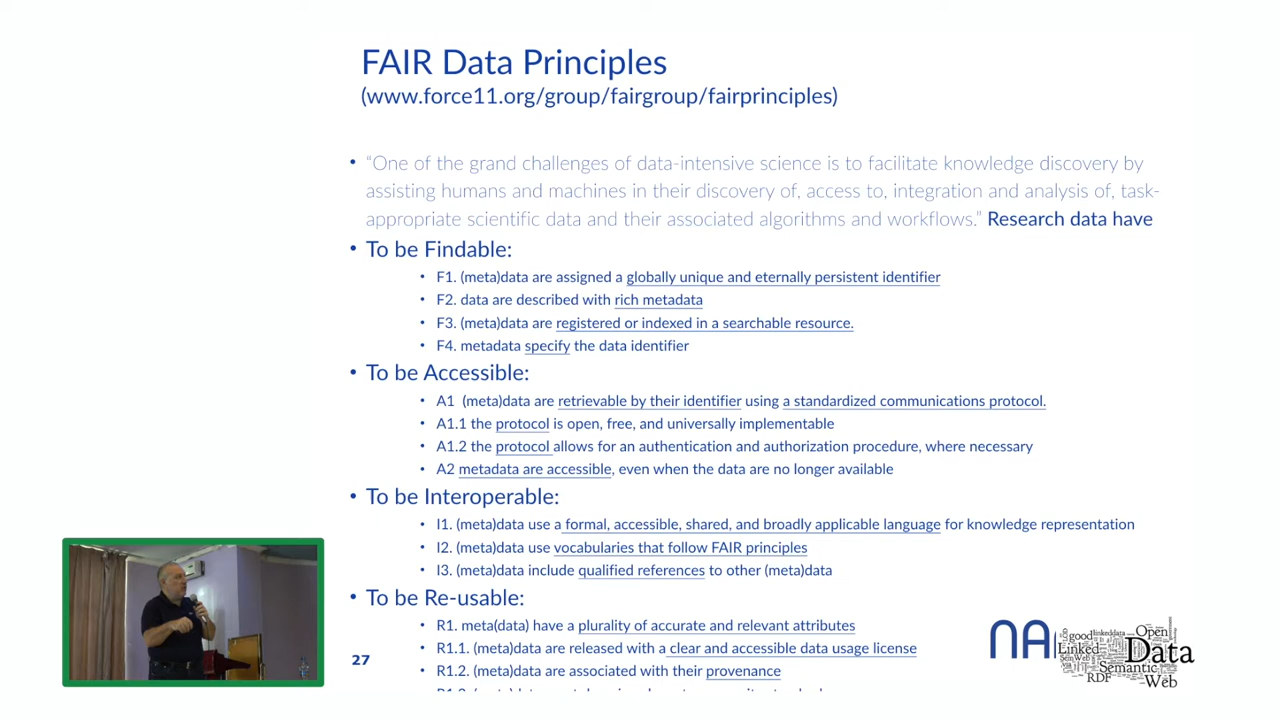 FAIR Data Principles
(www.force11.org/group/fairgroup/fairprinciples)
• “One of the grand challenges of data-intensive science is to facilitate knowledge discovery by
assisting humans and machines in their discovery of, access to, integration and analysis of, task-
appropriate scientific data and their associated algorithms and workflows.” Research data have
• To be Findable:
• F1. (meta)data are assigned a globally unique and eternally persistent identifier
• F2. data are described with rich metadata
• F3. (meta)data are registered or indexed in a searchable resource.
• F4. metadata specify the data identifier
• To be Accessible:
• A1 (meta)data are retrievable by their identifier using a standardized communications protocol.
• A1.1 the protocol is open, free, and universally implementable
• A1.2 the protocol allows for an authentication and authorization procedure, where necessary
• A2 metadata are accessible, even when the data are no longer available
• To be Interoperable:
• I1. (meta)data use a formal, accessible, shared, and broadly applicable language for knowledge representation
• I2. (meta)data use vocabularies that follow FAIR principles
• I3. (meta)data include qualified references to other (meta)data
• To be Re-usable:
• R1. meta(data) have a plurality of accurate and relevant attributes
• R1.1. (meta)data are released with a clear and accessible data usage license
• R1.2. (meta)data are associated with their provenance
27
NA
good linkeddata Open
Linked Data
Semantic
RDF Web